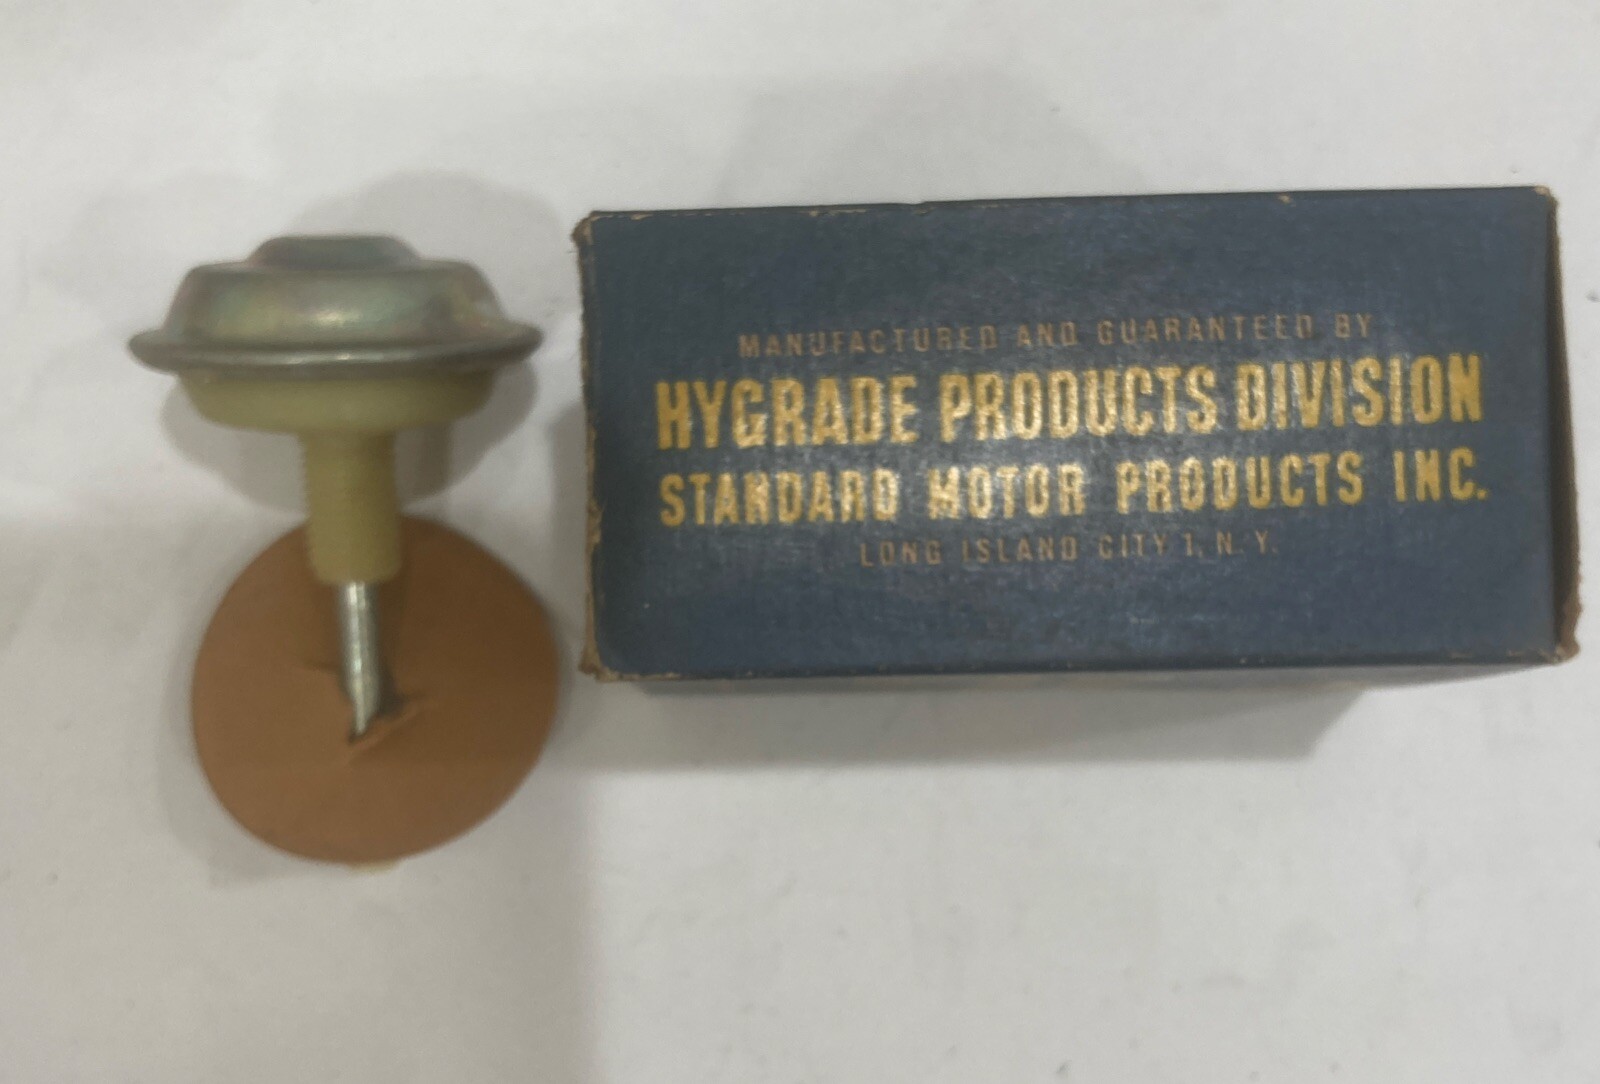 MANUFACTURED AND GUARANTEED BY
HYGRADE PRODUCTS DIVISION
STANDARD MOTOR PRODUCTS INC.
LONG ISLAND CITY 1, N. Y.